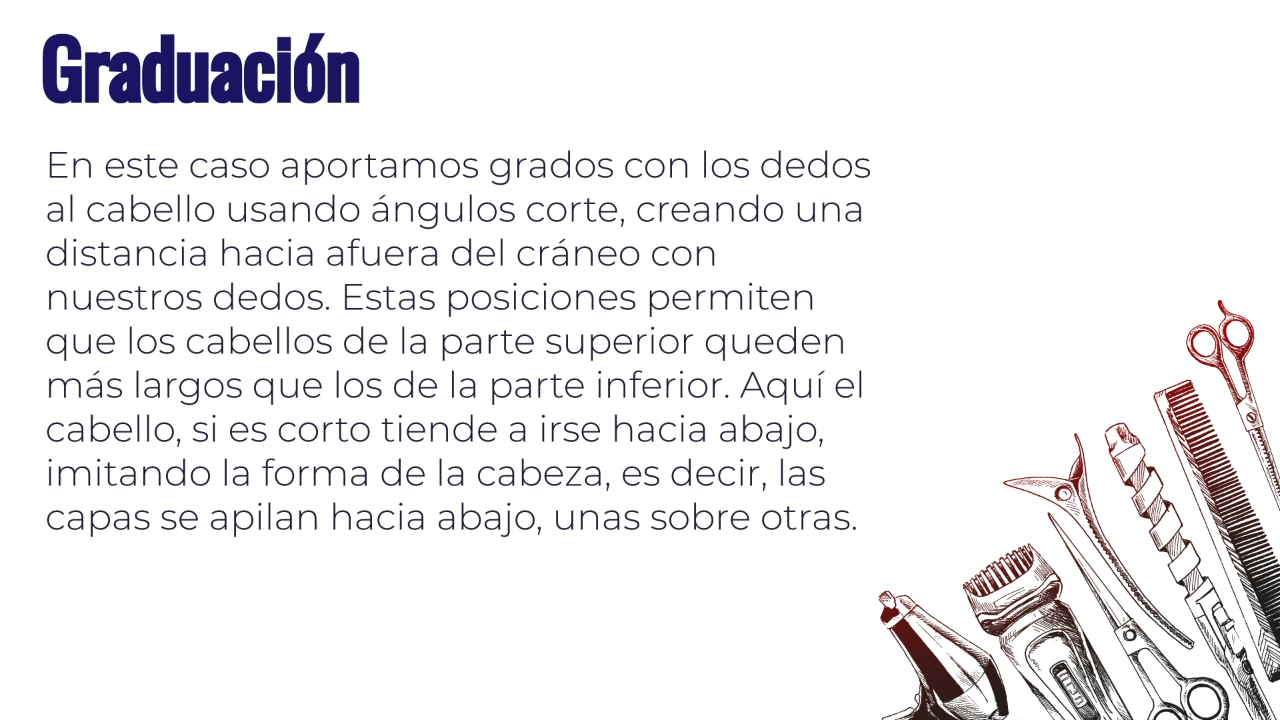 Graduación
En este caso aportamos grados con los dedos
al cabello usando ángulos corte, creando una
distancia hacia afuera del cráneo con
nuestros dedos. Estas posiciones permiten
que los cabellos de la parte superior queden
más largos que los de la parte inferior. Aquí el
cabello, si es corto tiende a irse hacia abajo,
imitando la forma de la cabeza, es decir, las
capas se apilan hacia abajo, unas sobre otras.